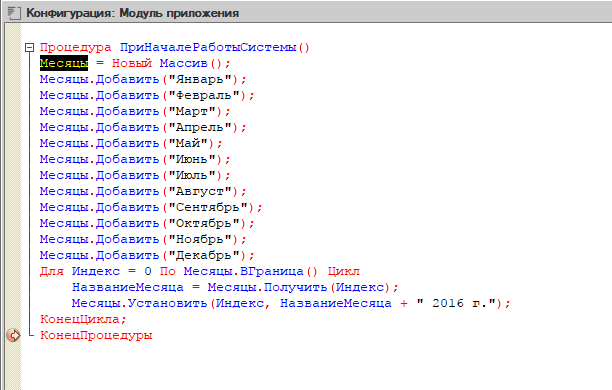 Конфигурация: Модуль приложения
Процедура ПриНачалеРаботыСистемы()
Месяцы = Новый Массив();
Месяцы.Добавить("Январь");
Месяцы.Добавить("Февраль");
Месяцы.Добавить("Март");
Месяцы.Добавить("Апрель");
Месяцы.Добавить("Май");
Месяцы.Добавить("Июнь");
Месяцы.Добавить("Июль");
Месяцы.Добавить("Август");
Месяцы.Добавить("Сентябрь");
Месяцы.Добавить("Октябрь");
Месяцы.Добавить("Ноябрь");
Месяцы.Добавить("Декабрь");
Для Индекс = 0 По Месяцы.ВГраница() Цикл
    НазваниеМесяца = Месяцы.Получить(Индекс);
    Месяцы.Установить(Индекс, НазваниеМесяца + " 2016 г.");
КонецЦикла;
КонецПроцедуры